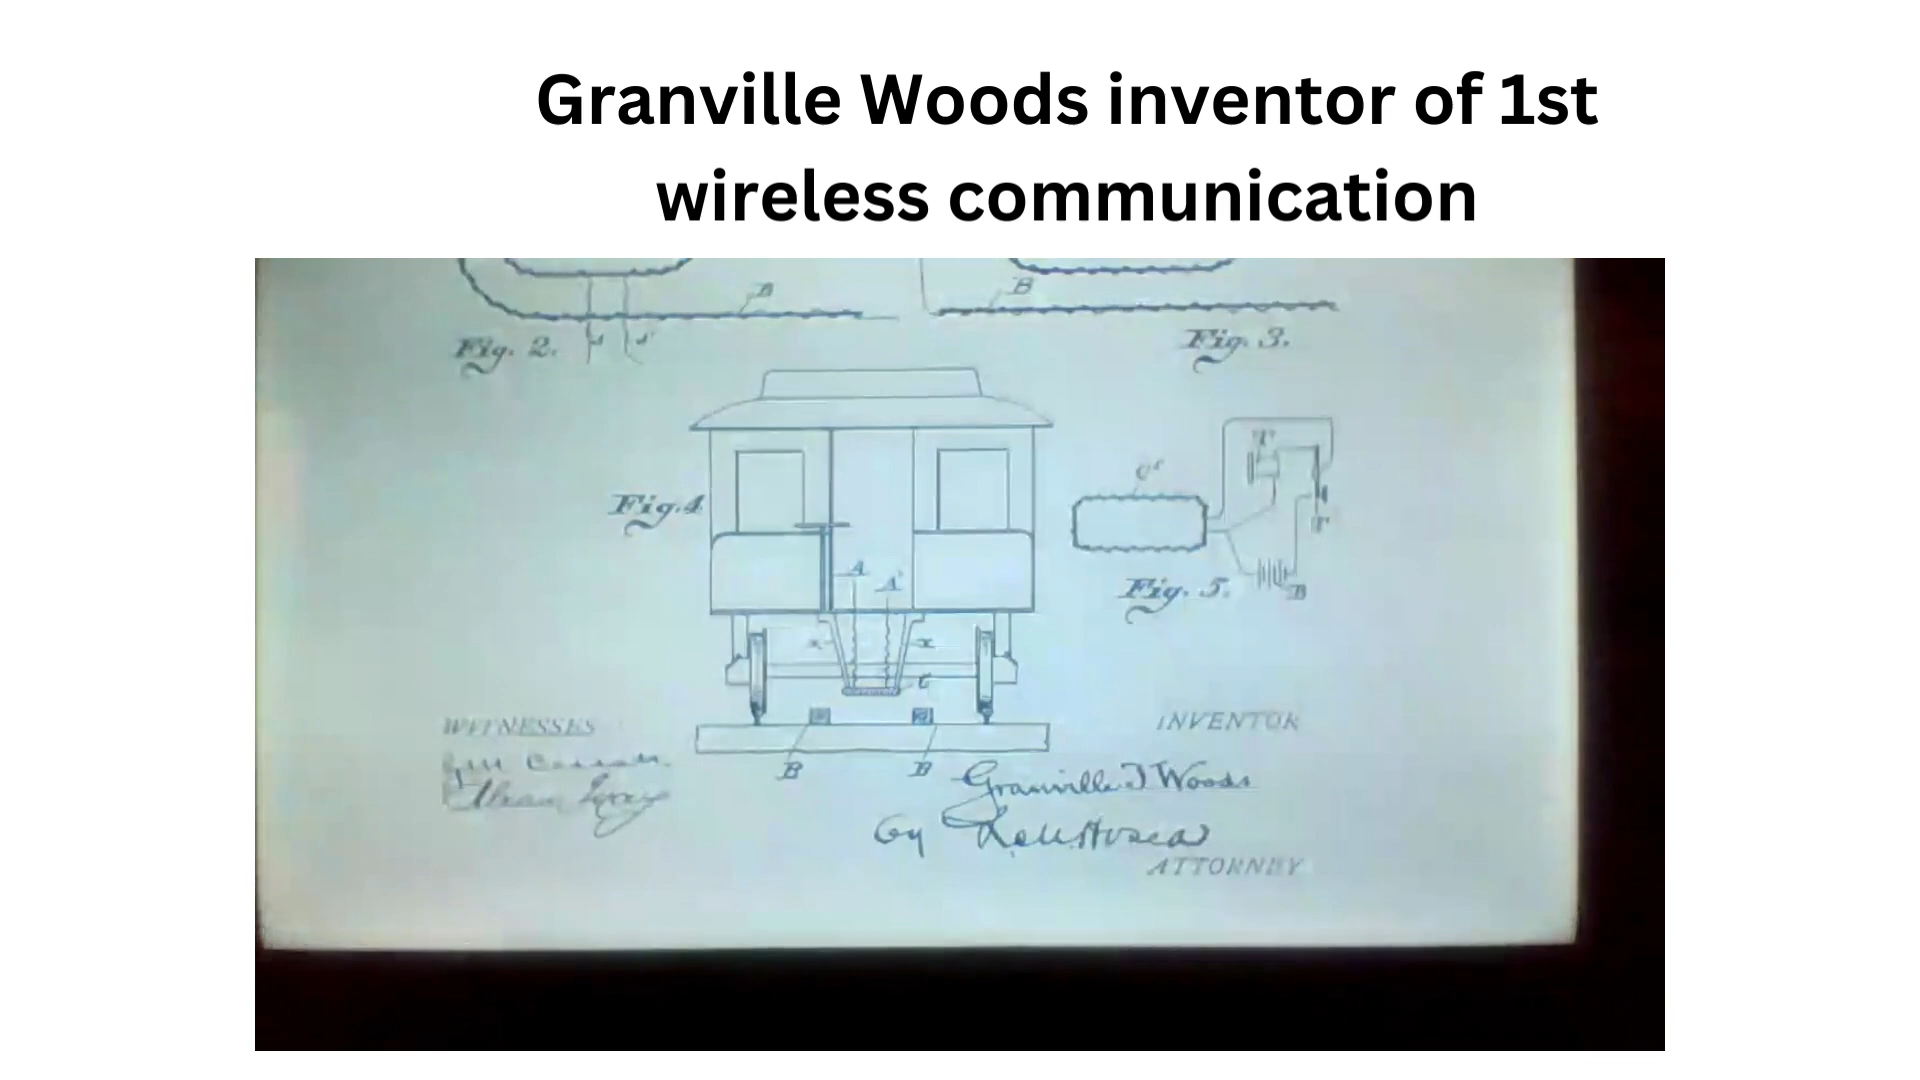 Granville Woods inventor of 1st
wireless communication
B
B
Fig. 2.
Fig. 3.
T
C'
Fig. 4
T'
A
A'
Fig. 5.
B
x
x
C
WITNESSES
INVENTOR
B
B
Granville T Woods
by
ATTORNEY